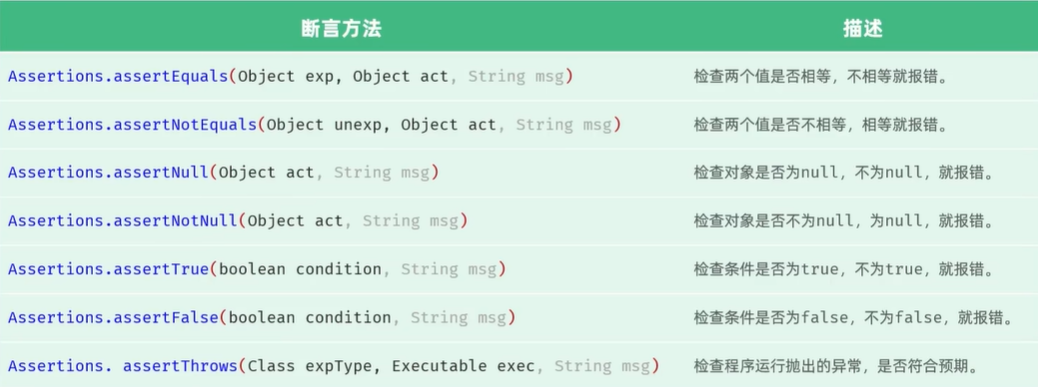 断言方法 描述
Assertions.assertEquals(Object exp, Object act, String msg) 检查两个值是否相等，不相等就报错。
Assertions.assertNotEquals(Object unexp, Object act, String msg) 检查两个值是否不相等，相等就报错。
Assertions.assertNull(Object act, String msg) 检查对象是否为null，不为null，就报错。
Assertions.assertNotNull(Object act, String msg) 检查对象是否不为null，为null，就报错。
Assertions.assertTrue(boolean condition, String msg) 检查条件是否为true，不为true，就报错。
Assertions.assertFalse(boolean condition, String msg) 检查条件是否为false，不为false，就报错。
Assertions. assertThrows(Class expType, Executable exec, String msg) 检查程序运行抛出的异常，是否符合预期。